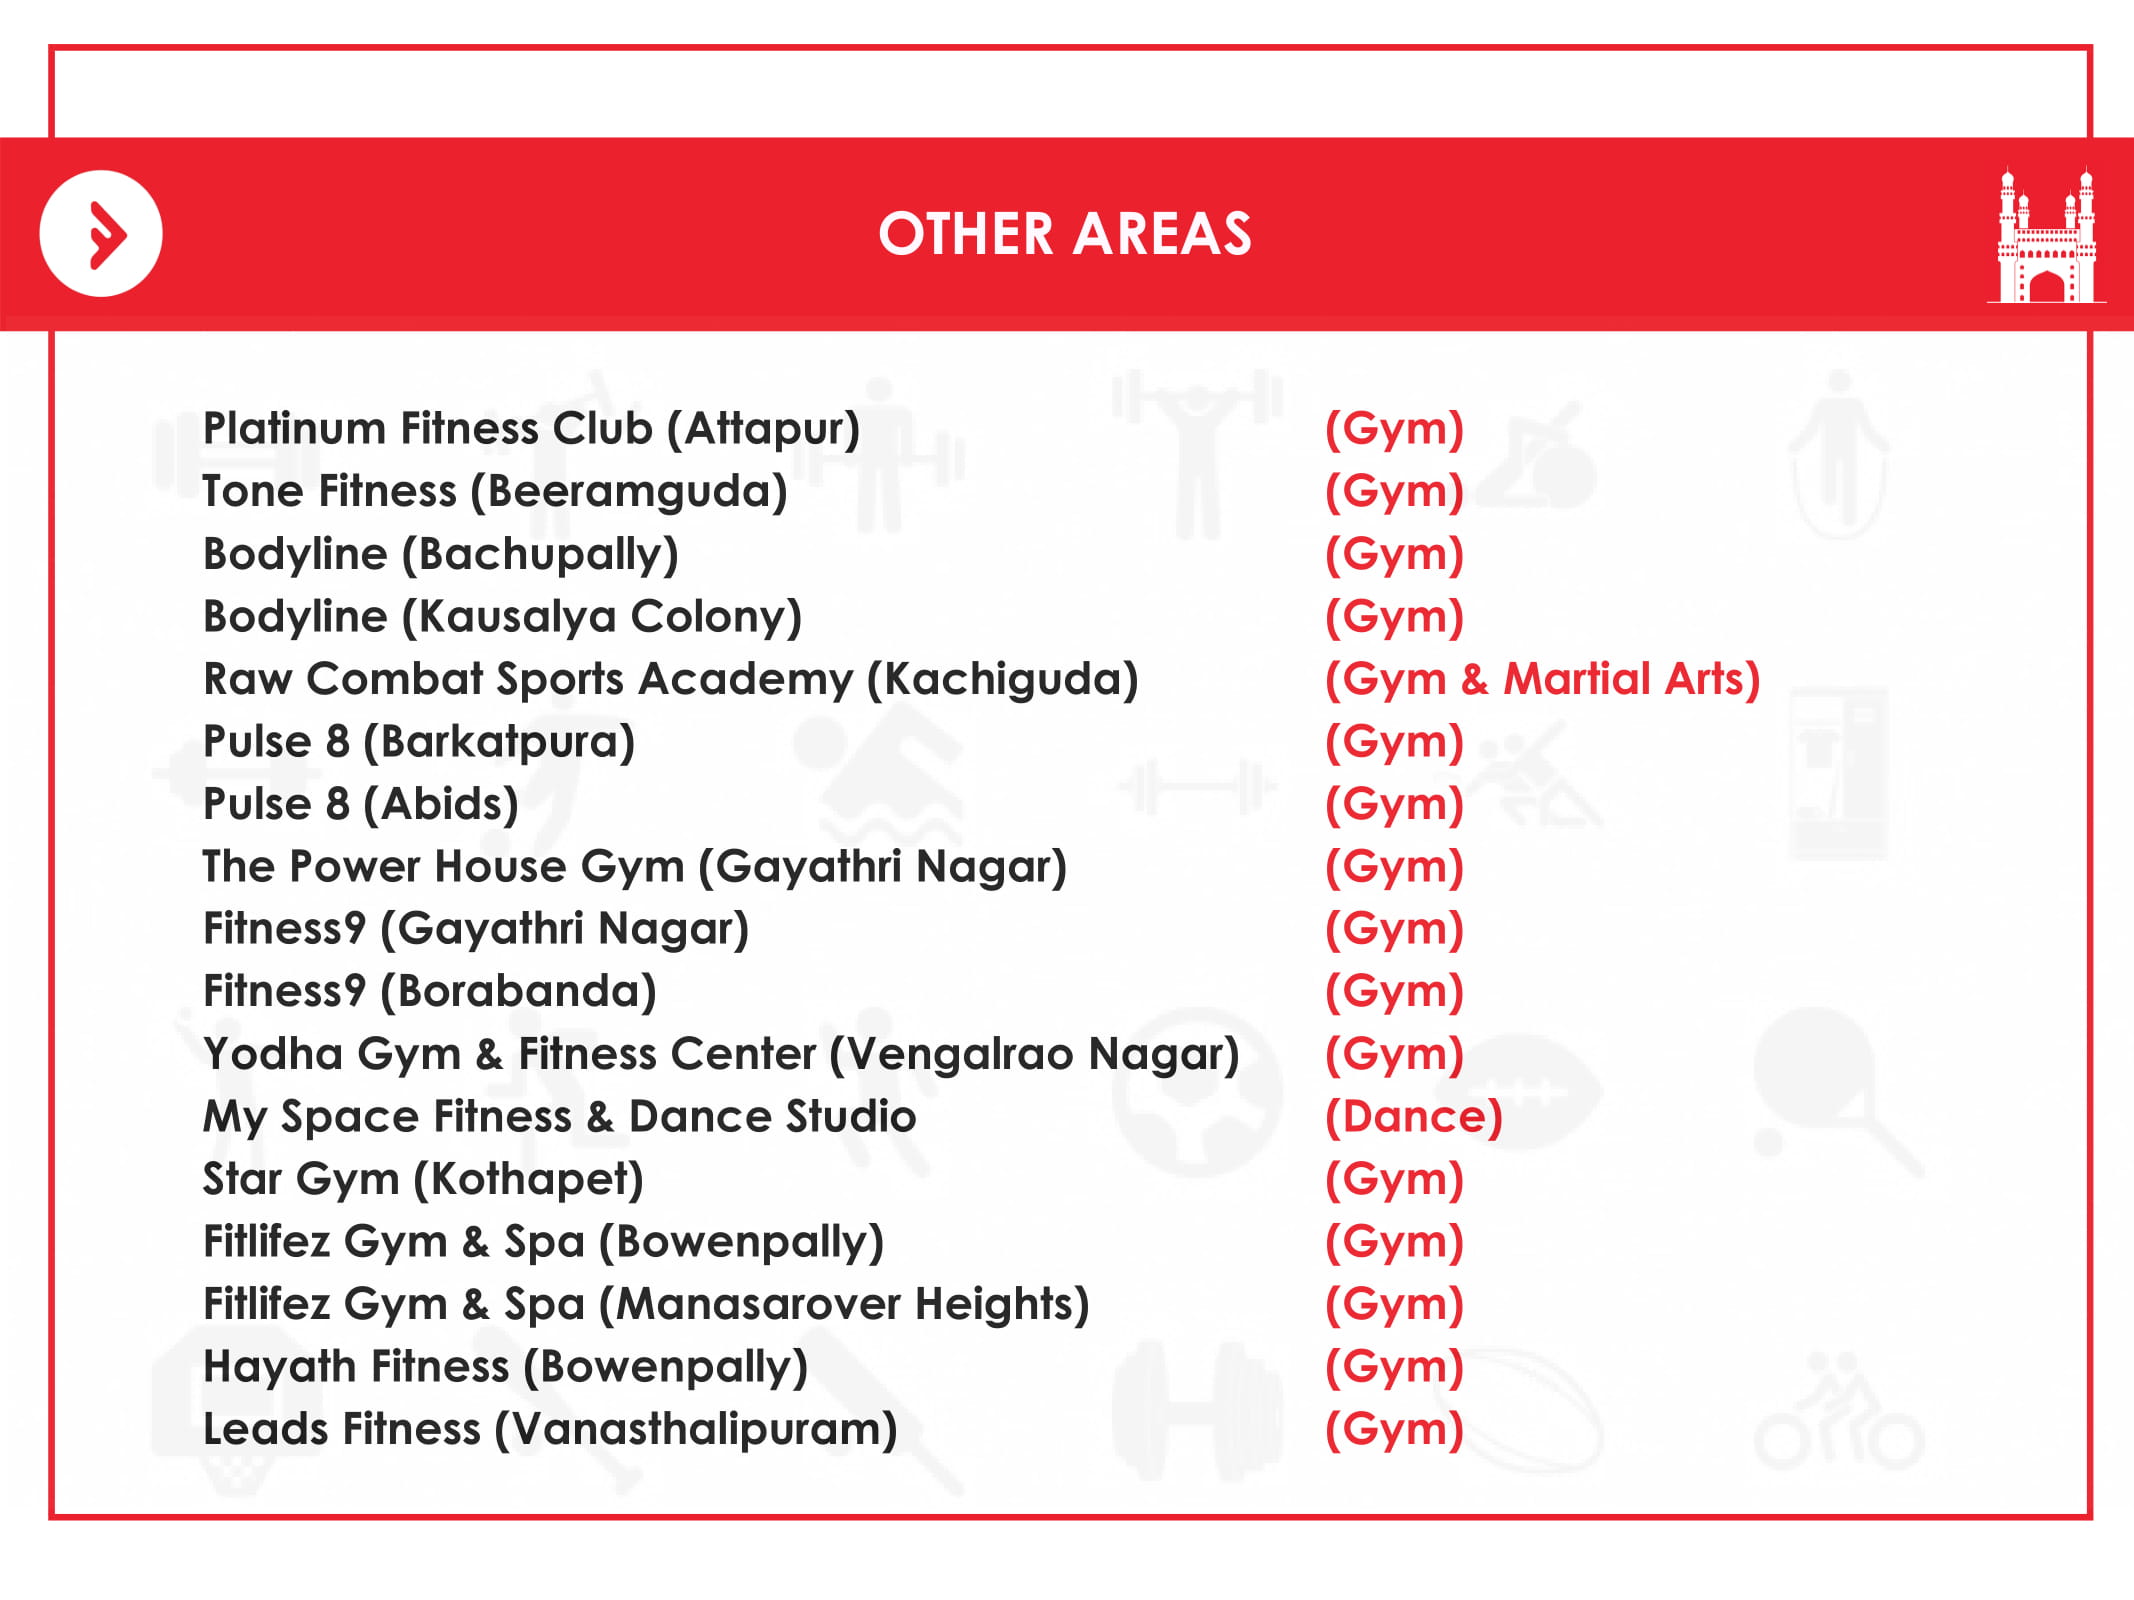 OTHER AREAS
Platinum Fitness Club (Attapur) (Gym)
Tone Fitness (Beeramguda) (Gym)
Bodyline (Bachupally) (Gym)
Bodyline (Kausalya Colony) (Gym)
Raw Combat Sports Academy (Kachiguda) (Gym & Martial Arts)
Pulse 8 (Barkatpura) (Gym)
Pulse 8 (Abids) (Gym)
The Power House Gym (Gayathri Nagar) (Gym)
Fitness9 (Gayathri Nagar) (Gym)
Fitness9 (Borabanda) (Gym)
Yodha Gym & Fitness Center (Vengalrao Nagar) (Gym)
My Space Fitness & Dance Studio (Dance)
Star Gym (Kothapet) (Gym)
Fitlifez Gym & Spa (Bowenpally) (Gym)
Fitlifez Gym & Spa (Manasarover Heights) (Gym)
Hayath Fitness (Bowenpally) (Gym)
Leads Fitness (Vanasthalipuram) (Gym)